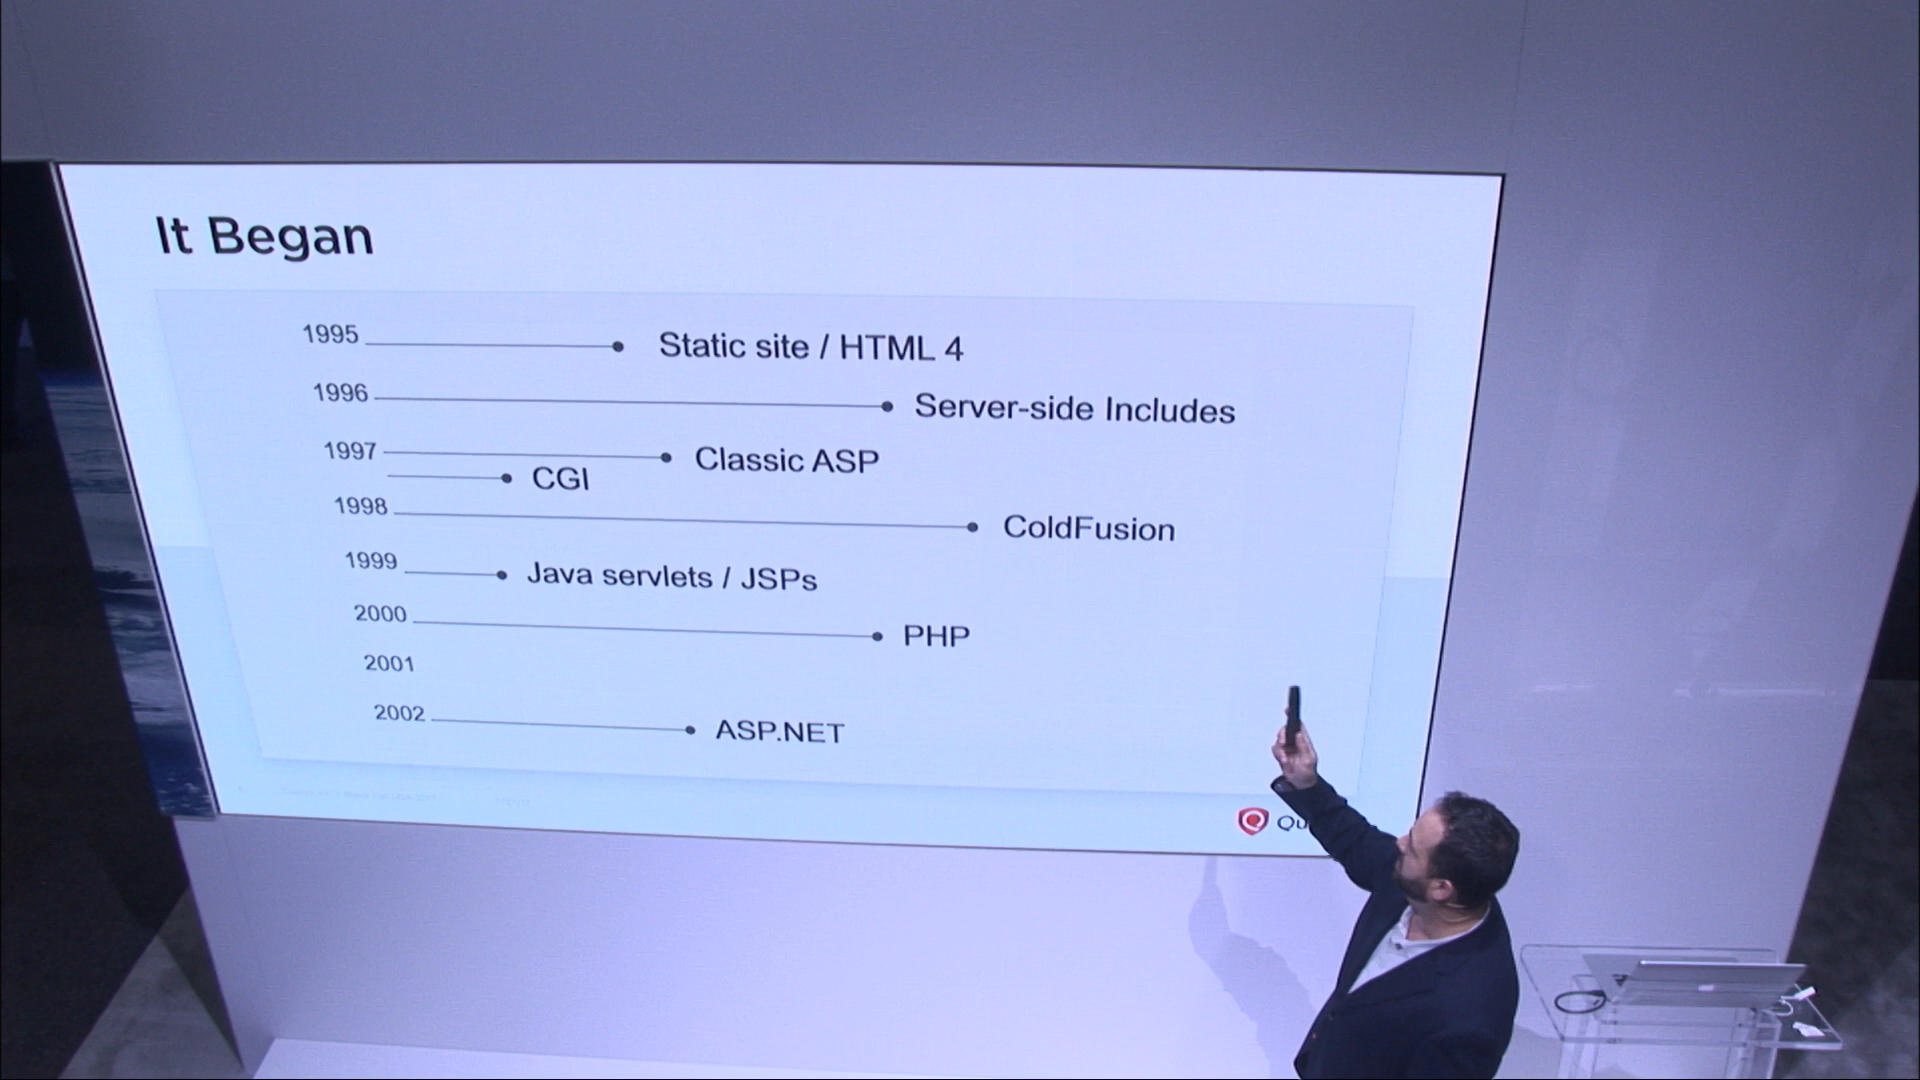 It Began
1995 Static site / HTML 4
1996 Server-side Includes
1997 Classic ASP
CGI
1998 ColdFusion
1999 Java servlets / JSPs
2000 PHP
2001
2002 ASP.NET